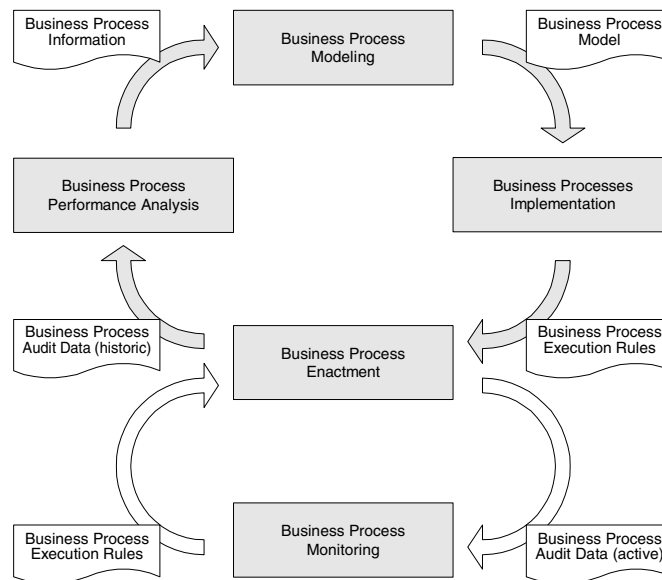 Business Process
Information
Business Process
Modeling
Business Process
Model
Business Process
Performance Analysis
Business Processes
Implementation
Business Process
Audit Data (historic)
Business Process
Enactment
Business Process
Execution Rules
Business Process
Execution Rules
Business Process
Monitoring
Business Process
Audit Data (active)